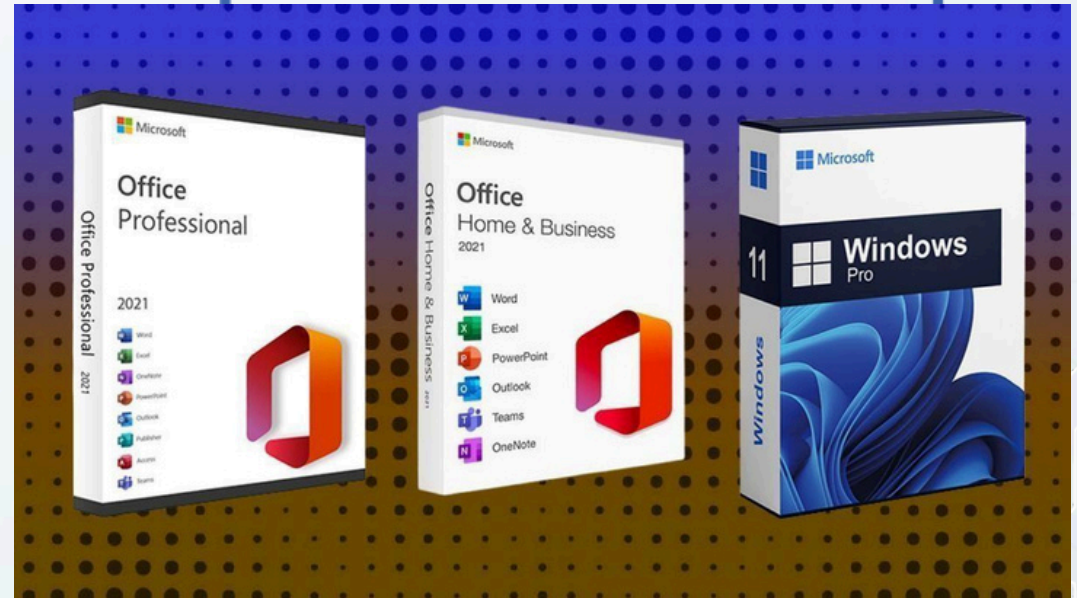 Microsoft
Office
Professional
2021
Word
Excel
OneNote
PowerPoint
Outlook
Publisher
Access
Teams
Office Professional 2021
Microsoft
Office
Home & Business
2021
Word
Excel
PowerPoint
Outlook
Teams
OneNote
Office Home & Business 2021
Microsoft
11
Windows
Pro
Windows